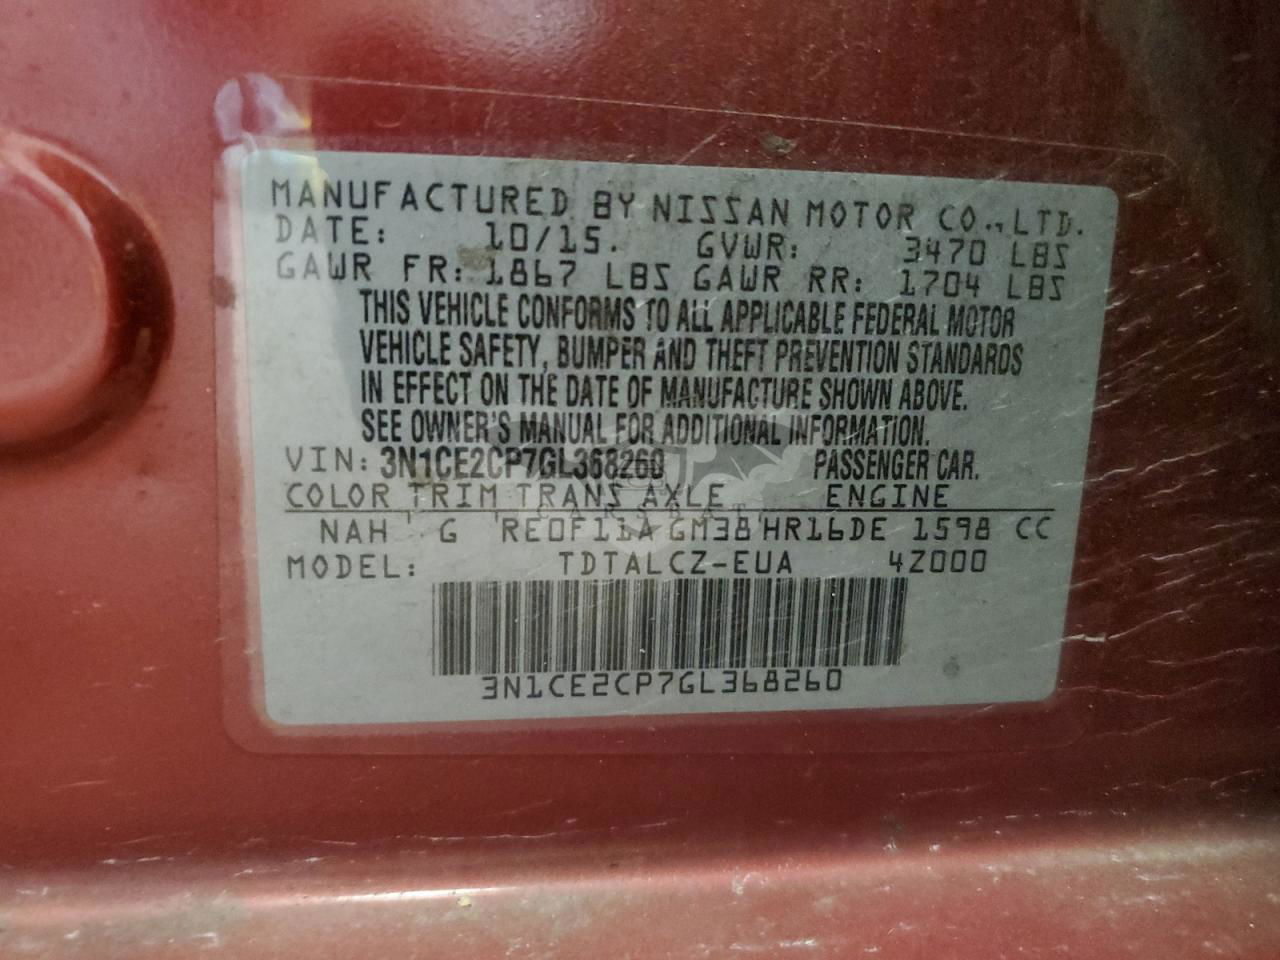 MANUFACTURED BY NISSAN MOTOR CO., LTD.
DATE: 10/15. GVWR: 3470 LBS
GAWR FR: 1867 LBS GAWR RR: 1704 LBS
THIS VEHICLE CONFORMS TO ALL APPLICABLE FEDERAL MOTOR
VEHICLE SAFETY, BUMPER AND THEFT PREVENTION STANDARDS
IN EFFECT ON THE DATE OF MANUFACTURE SHOWN ABOVE.
SEE OWNER'S MANUAL FOR ADDITIONAL INFORMATION.
VIN: 3N1CE2CP7GL368260 PASSENGER CAR.
COLOR TRIM TRANS AXLE ENGINE
NAH G RE0F11A GM38 HR16DE 1598 CC
MODEL: TDTALCZ-EUA 4Z000
3N1CE2CP7GL368260